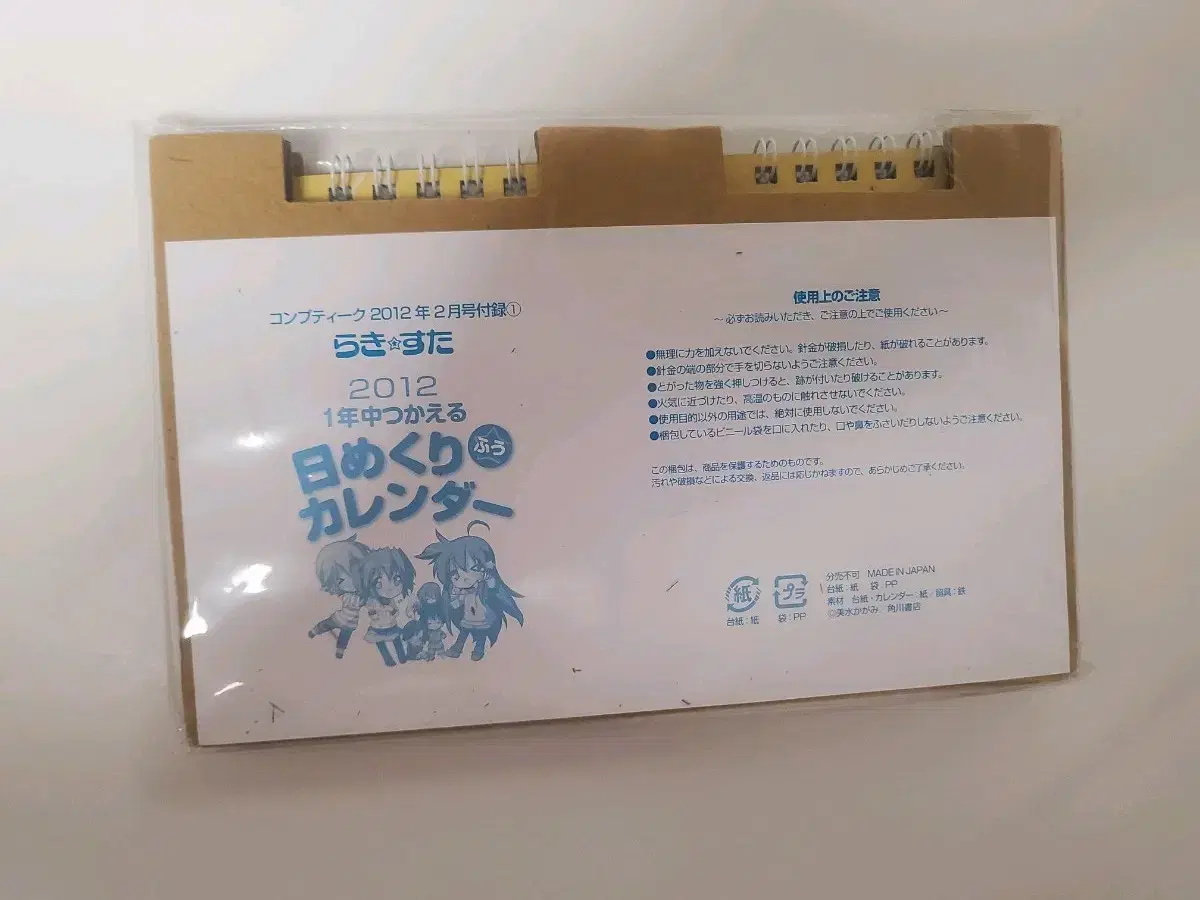 コンプティーク2012年2月号付録①
らき☆すた
2012
1年中つかえる
日めくりふう
カレンダー
使用上のご注意
～必ずお読みいただき、ご注意の上でご使用ください～
●無理に力を加えないでください。針金が破損したり、紙が破れることがあります。
●針金の端の部分で手を切らないようご注意ください。
●とがった物を強く押しつけると、跡が付いたり破けることがあります。
●火気に近づけたり、高温のものに触れさせないでください。
●使用目的以外の用途では、絶対に使用しないでください。
●梱包しているビニール袋を口に入れたり、口や鼻をふさいだりしないようご注意ください。
この梱包は、商品を保護するためのものです。
汚れや破損などによる交換、返品には応じかねますので、あらかじめご了承ください。
紙
台紙:紙
プラ
袋:PP
分売不可 MADE IN JAPAN
台紙:紙 袋:PP
素材 台紙・カレンダー:紙/綴具:鉄
©美水かがみ/角川書店